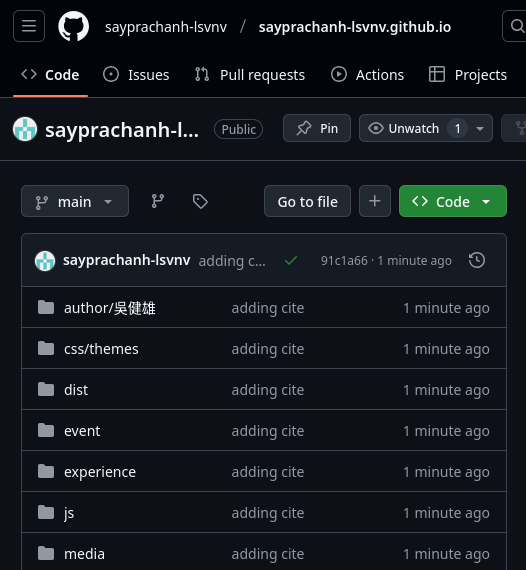 sayprachanh-lsvnv / sayprachanh-lsvnv.github.io
Code Issues Pull requests Actions Projects
sayprachanh-l... Public Pin Unwatch 1
main Go to file Code
sayprachanh-lsvnv adding c... 91c1a66 · 1 minute ago
author/吳健雄 adding cite 1 minute ago
css/themes adding cite 1 minute ago
dist adding cite 1 minute ago
event adding cite 1 minute ago
experience adding cite 1 minute ago
js adding cite 1 minute ago
media adding cite 1 minute ago